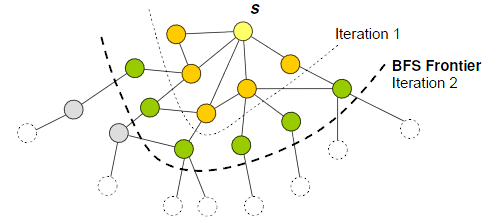 s
Iteration 1
BFS Frontier
Iteration 2